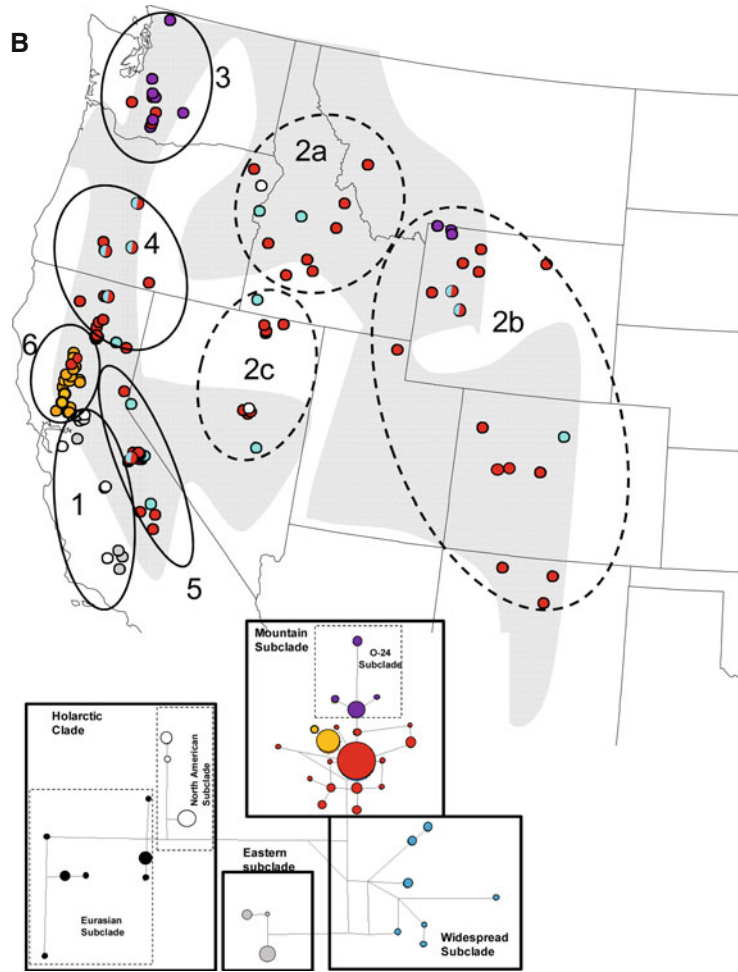 B
3
2a
4
2b
6
2c
1
5
Mountain
Subclade
O-24
Subclade
Holarctic
Clade
North American
Subclade
Eurasian
Subclade
Eastern
subclade
Widespread
Subclade